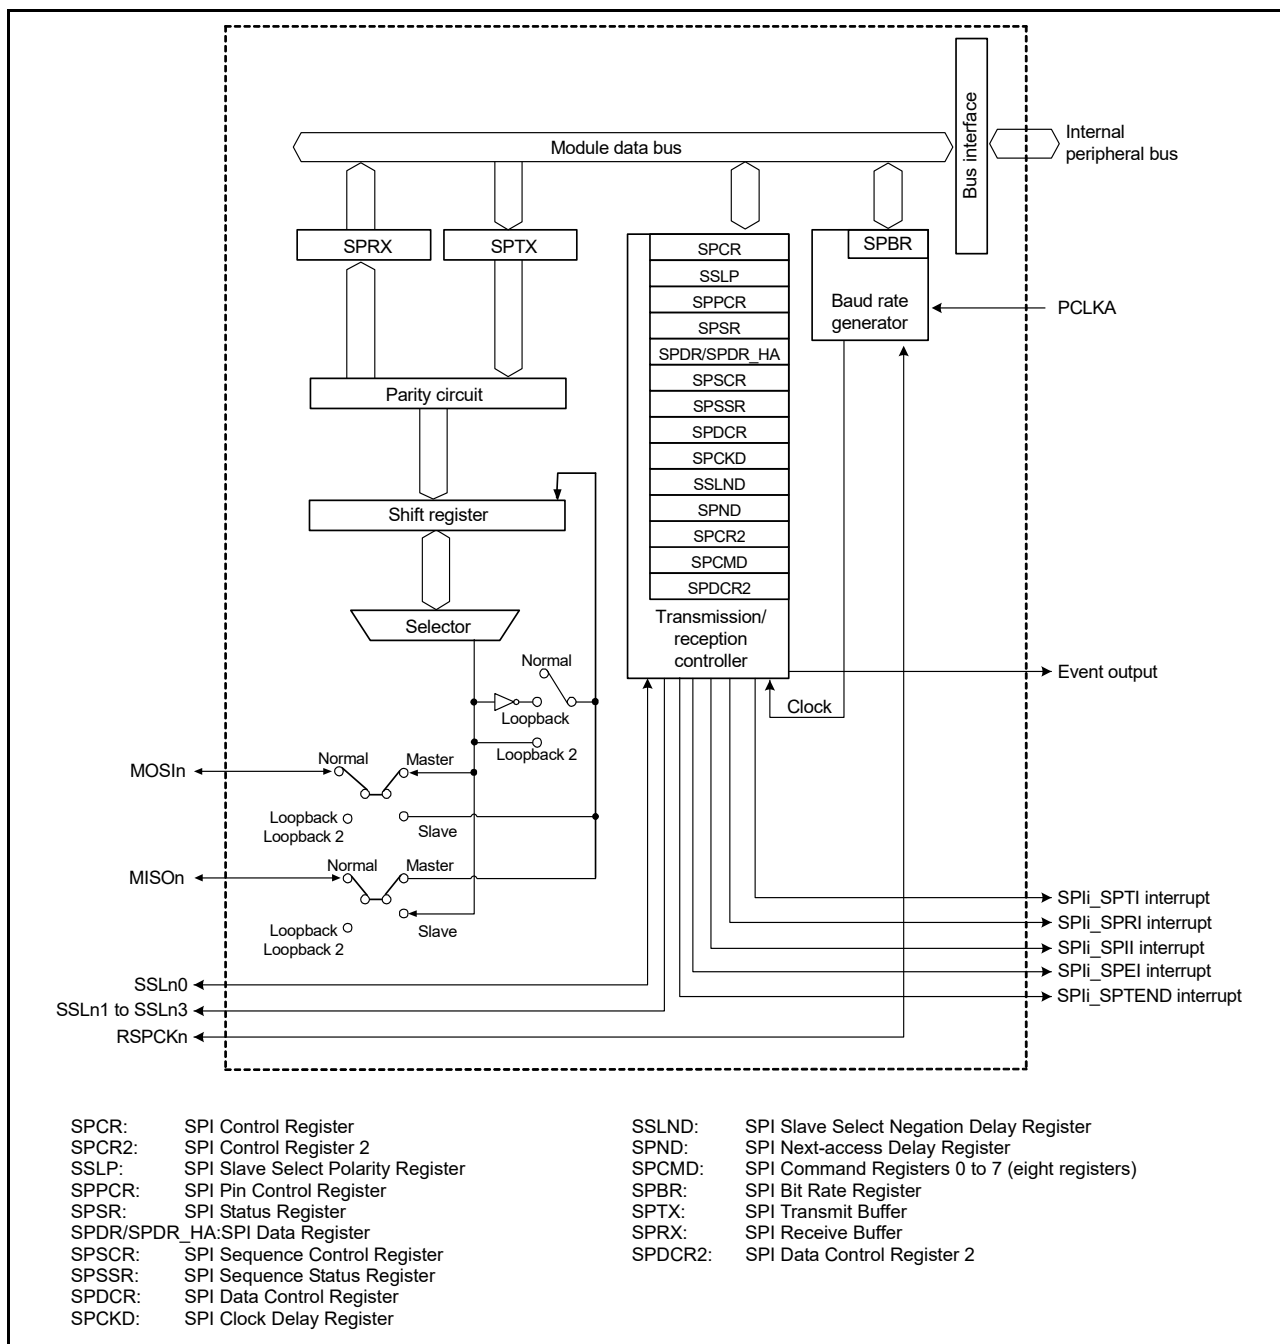 Module data bus
Bus interface
Internal
peripheral bus
SPRX
SPTX
SPCR
SSLP
SPPCR
SPSR
SPDR/SPDR_HA
SPSCR
SPSSR
SPDCR
SPCKD
SSLND
SPND
SPCR2
SPCMD
SPDCR2
Transmission/
reception
controller
SPBR
Baud rate
generator
PCLKA
Parity circuit
Shift register
Selector
Normal
Loopback
Loopback 2
Clock
Event output
MOSIn
Normal
Master
Loopback
Loopback 2
Slave
MISOn
Normal
Master
Loopback
Loopback 2
Slave
SSLn0
SSLn1 to SSLn3
RSPCKn
SPIi_SPTI interrupt
SPIi_SPRI interrupt
SPIi_SPII interrupt
SPIi_SPEI interrupt
SPIi_SPTEND interrupt
SPCR: SPI Control Register
SPCR2: SPI Control Register 2
SSLP: SPI Slave Select Polarity Register
SPPCR: SPI Pin Control Register
SPSR: SPI Status Register
SPDR/SPDR_HA:SPI Data Register
SPSCR: SPI Sequence Control Register
SPSSR: SPI Sequence Status Register
SPDCR: SPI Data Control Register
SPCKD: SPI Clock Delay Register
SSLND: SPI Slave Select Negation Delay Register
SPND: SPI Next-access Delay Register
SPCMD: SPI Command Registers 0 to 7 (eight registers)
SPBR: SPI Bit Rate Register
SPTX: SPI Transmit Buffer
SPRX: SPI Receive Buffer
SPDCR2: SPI Data Control Register 2